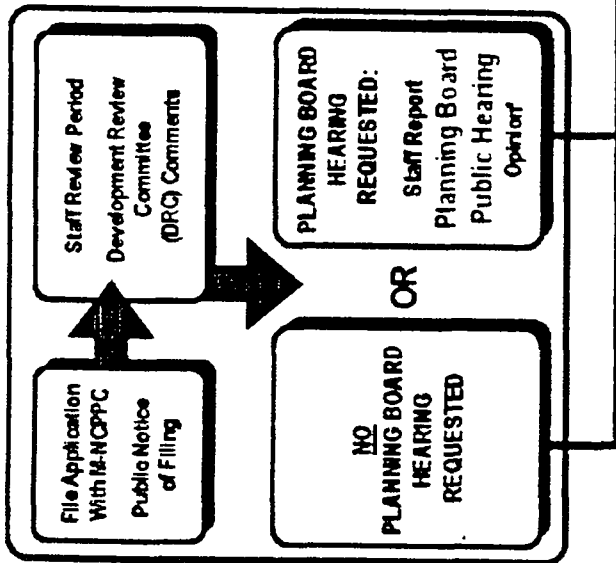 File Application
With M-NCPPC
Public Notice
of Filing
Staff Review Period
Development Review
Committee
(DRC) Comments
NO
PLANNING BOARD
HEARING
REQUESTED
OR
PLANNING BOARD
HEARING
REQUESTED:
Staff Report
Planning Board
Public Hearing
Opinion*